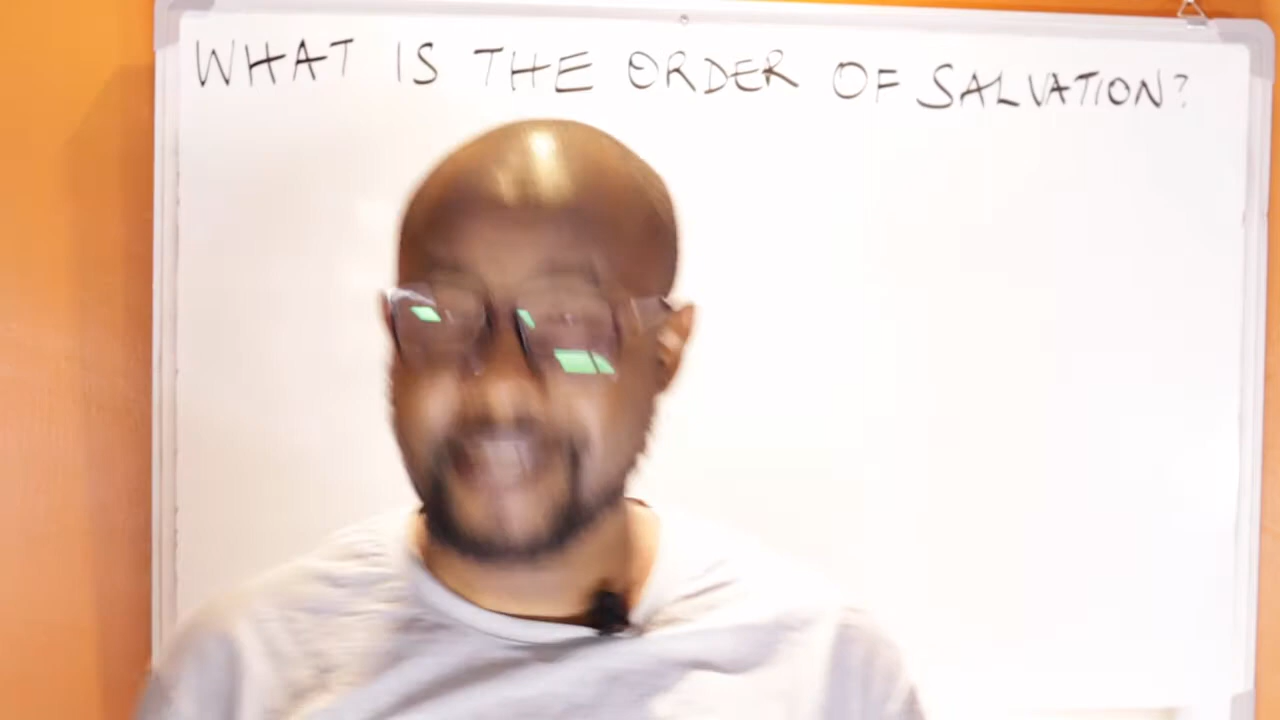 WHAT IS THE ORDER OF SALVATION?